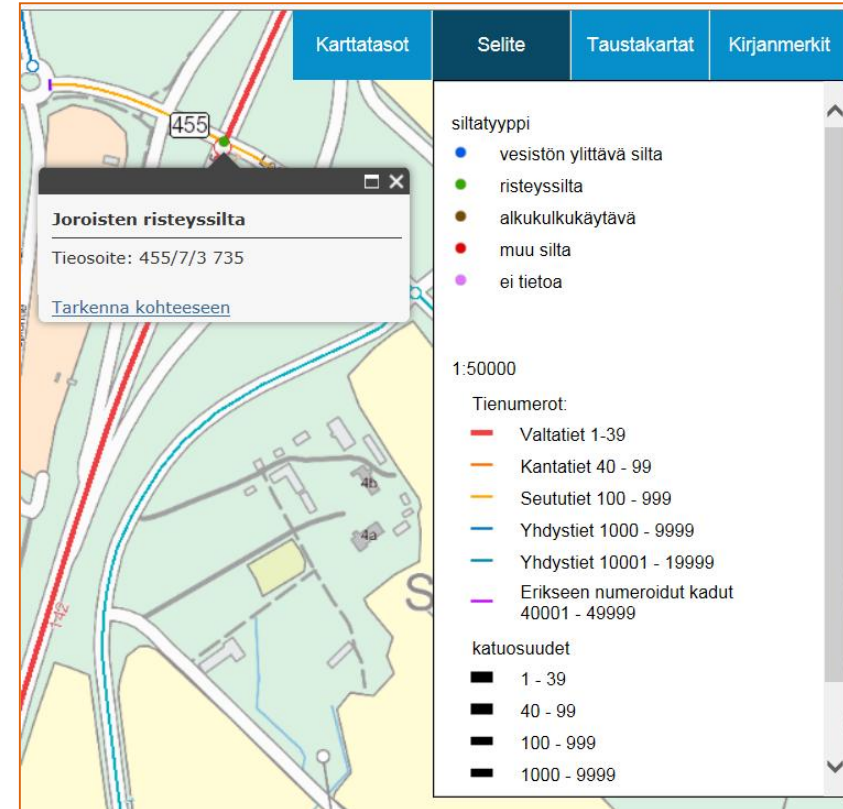 Karttatasot
Selite
Taustakartat
Kirjanmerkit
455
Joroisten risteyssilta
Tieosoite: 455/7/3 735
Tarkenna kohteeseen
siltatyyppi
vesistön ylittävä silta
risteyssilta
alkukulkukäytävä
muu silta
ei tietoa
1:50000
Tienumerot:
Valtatiet 1-39
Kantatiet 40 - 99
Seututiet 100 - 999
Yhdystiet 1000 - 9999
Yhdystiet 10001 - 19999
Erikseen numeroidut kadut
40001 - 49999
katuosuudet
1 - 39
40 - 99
100 - 999
1000 - 9999
4b
4a
S